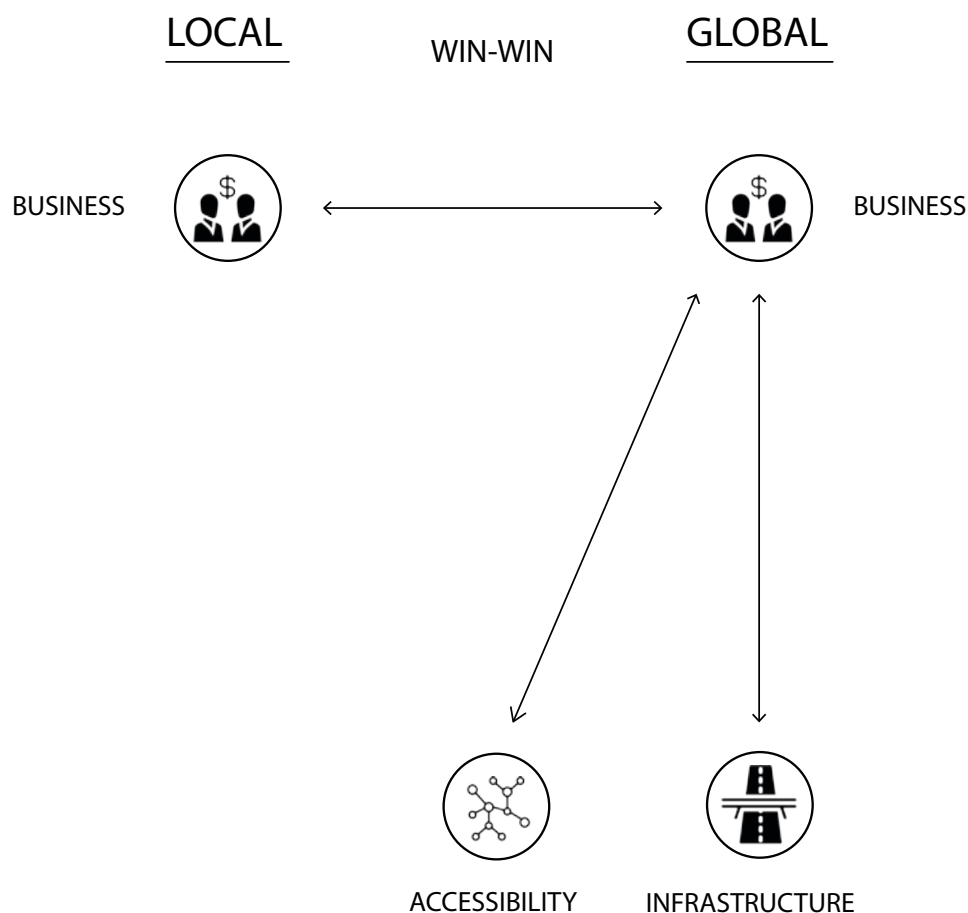 LOCAL
WIN-WIN
GLOBAL
BUSINESS
$
$
BUSINESS
ACCESSIBILITY
INFRASTRUCTURE